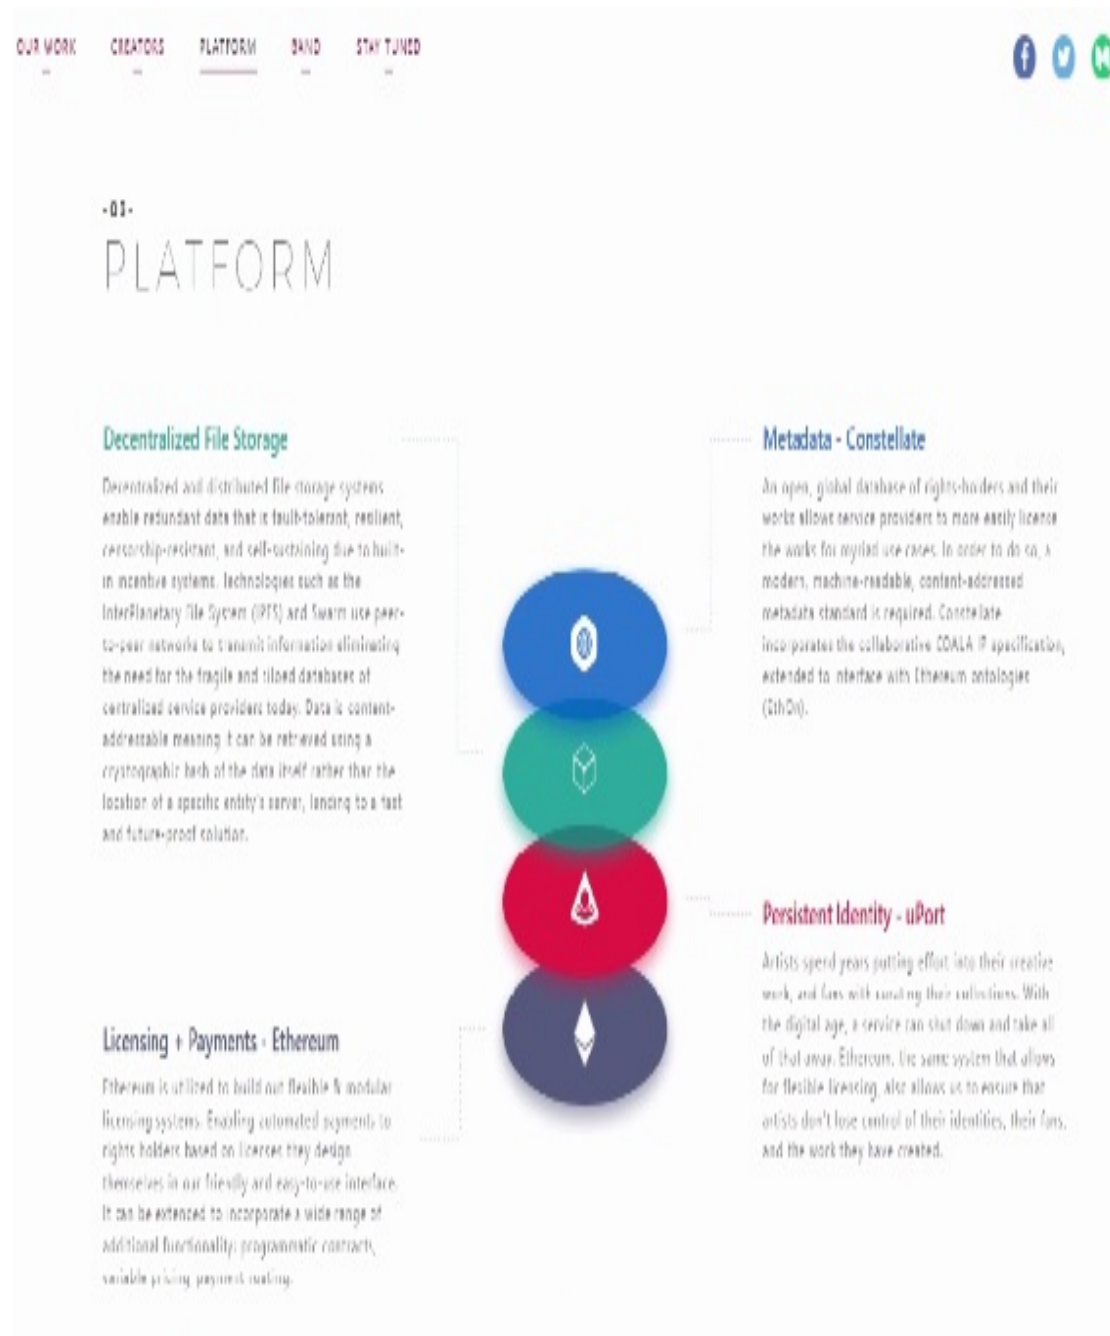 OUR WORK CREATORS PLATFORM BAND STAY TUNED
-03-
PLATFORM
Decentralized File Storage
Decentralized and distributed file storage systems
enable redundant data that is fault-tolerant, resilient,
censorship-resistant, and self-sustaining due to built-
in incentive systems. Technologies such as the
InterPlanetary File System (IPFS) and Swarm use peer-
to-peer networks to transmit information eliminating
the need for the fragile and siloed databases of
centralized service providers today. Data is content-
addressable meaning it can be retrieved using a
cryptographic hash of the data itself rather than the
location of a specific entity's server, lending to a fast
and future-proof solution.
Licensing + Payments - Ethereum
Ethereum is utilized to build out flexible & modular
licensing systems. Enabling automated payments to
rights holders based on licenses they design
themselves in our friendly and easy-to-use interface.
It can be extended to incorporate a wide range of
additional functionality: programmatic contracts,
variable pricing, payment routing.
Metadata - Constellate
An open, global database of rights-holders and their
works allows service providers to more easily license
the works for myriad use cases. In order to do so, a
modern, machine-readable, content-addressed
metadata standard is required. Constellate
incorporates the collaborative COALA IP specification,
extended to interface with Ethereum ontologies
(EthOn).
Persistent Identity - uPort
Artists spend years putting effort into their creative
work, and fans with curating their collections. With
the digital age, a service can shut down and take all
of that away. Ethereum, the same system that allows
for flexible licensing, also allows us to ensure that
artists don't lose control of their identities, their fans,
and the work they have created.